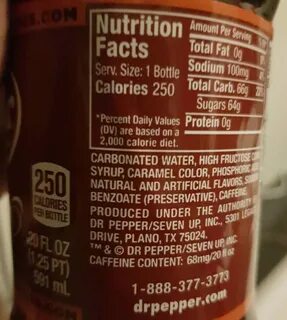 .COM
Nutrition
Facts
Serv. Size: 1 Bottle
Calories 250
*Percent Daily Values
(DV) are based on a
2,000 calorie diet.
Amount Per Serving
Total Fat 0g
Sodium 100mg
Total Carb. 66g
Sugars 64g
Protein 0g
250
CALORIES
PER BOTTLE
20 FL OZ
(1.25 PT)
591 mL
CARBONATED WATER, HIGH FRUCTOSE
SYRUP, CARAMEL COLOR, PHOSPHORIC
NATURAL AND ARTIFICIAL FLAVORS,
BENZOATE (PRESERVATIVE), CAFFEINE.
PRODUCED UNDER THE AUTHORITY
DR PEPPER/SEVEN UP, INC., 5301
DRIVE, PLANO, TX 75024.
TM & © DR PEPPER/SEVEN UP, INC.
CAFFEINE CONTENT: 68mg/20 fl oz
1-888-377-3773
drpepper.com